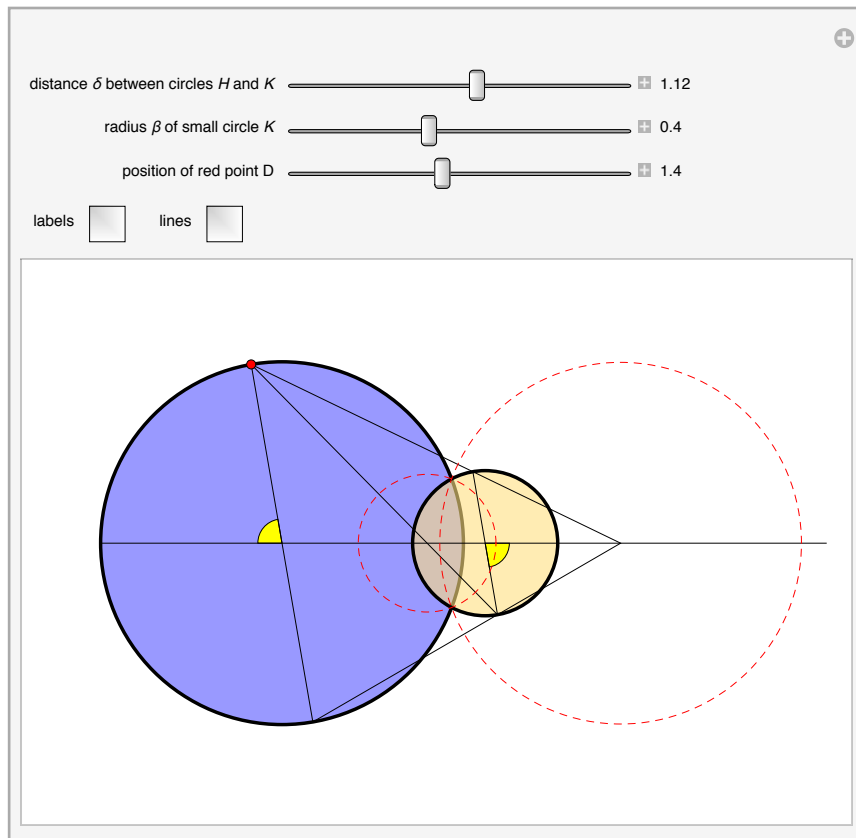 distance δ between circles H and K 1.12
radius β of small circle K 0.4
position of red point D 1.4
labels lines